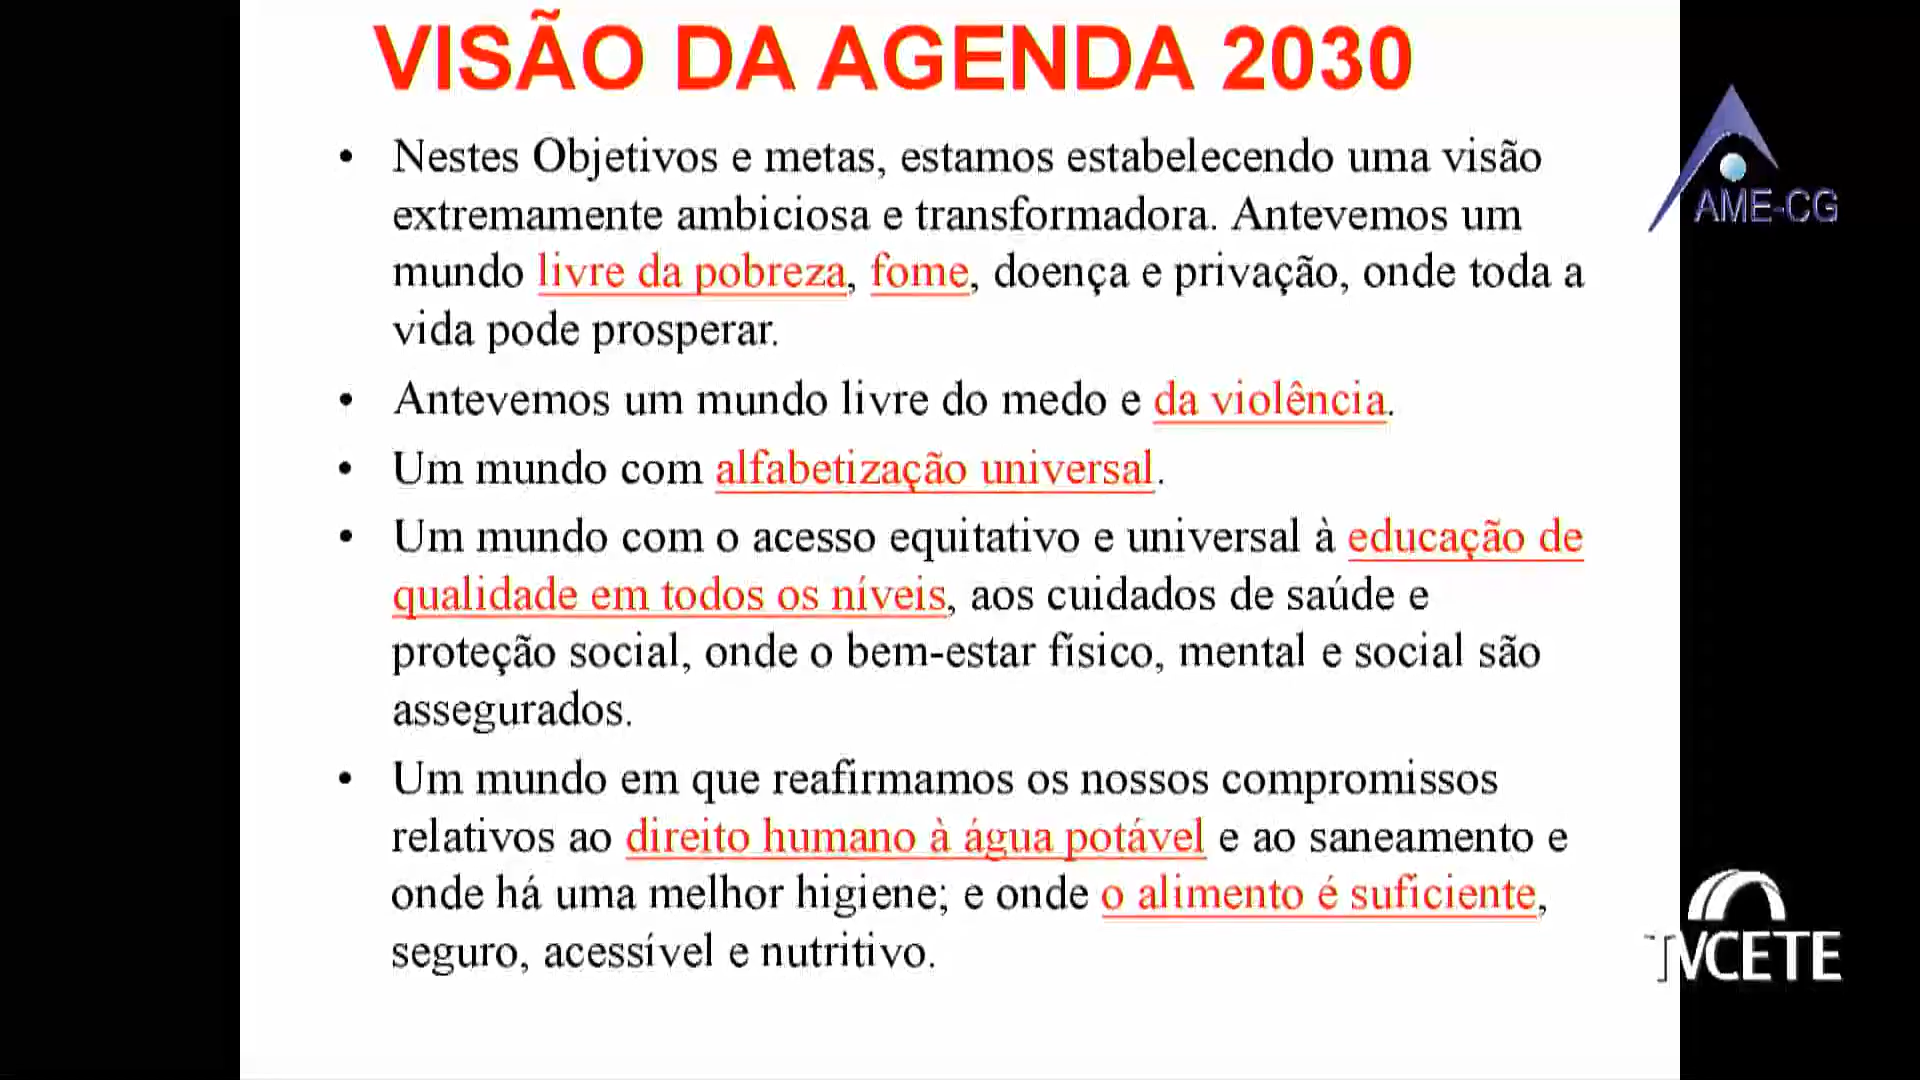 VISÃO DA AGENDA 2030
• Nestes Objetivos e metas, estamos estabelecendo uma visão
extremamente ambiciosa e transformadora. Antevemos um
mundo livre da pobreza, fome, doença e privação, onde toda a
vida pode prosperar.
• Antevemos um mundo livre do medo e da violência.
• Um mundo com alfabetização universal.
• Um mundo com o acesso equitativo e universal à educação de
qualidade em todos os níveis, aos cuidados de saúde e
proteção social, onde o bem-estar físico, mental e social são
assegurados.
• Um mundo em que reafirmamos os nossos compromissos
relativos ao direito humano à água potável e ao saneamento e
onde há uma melhor higiene; e onde o alimento é suficiente,
seguro, acessível e nutritivo.
AME-CG
TVCETE